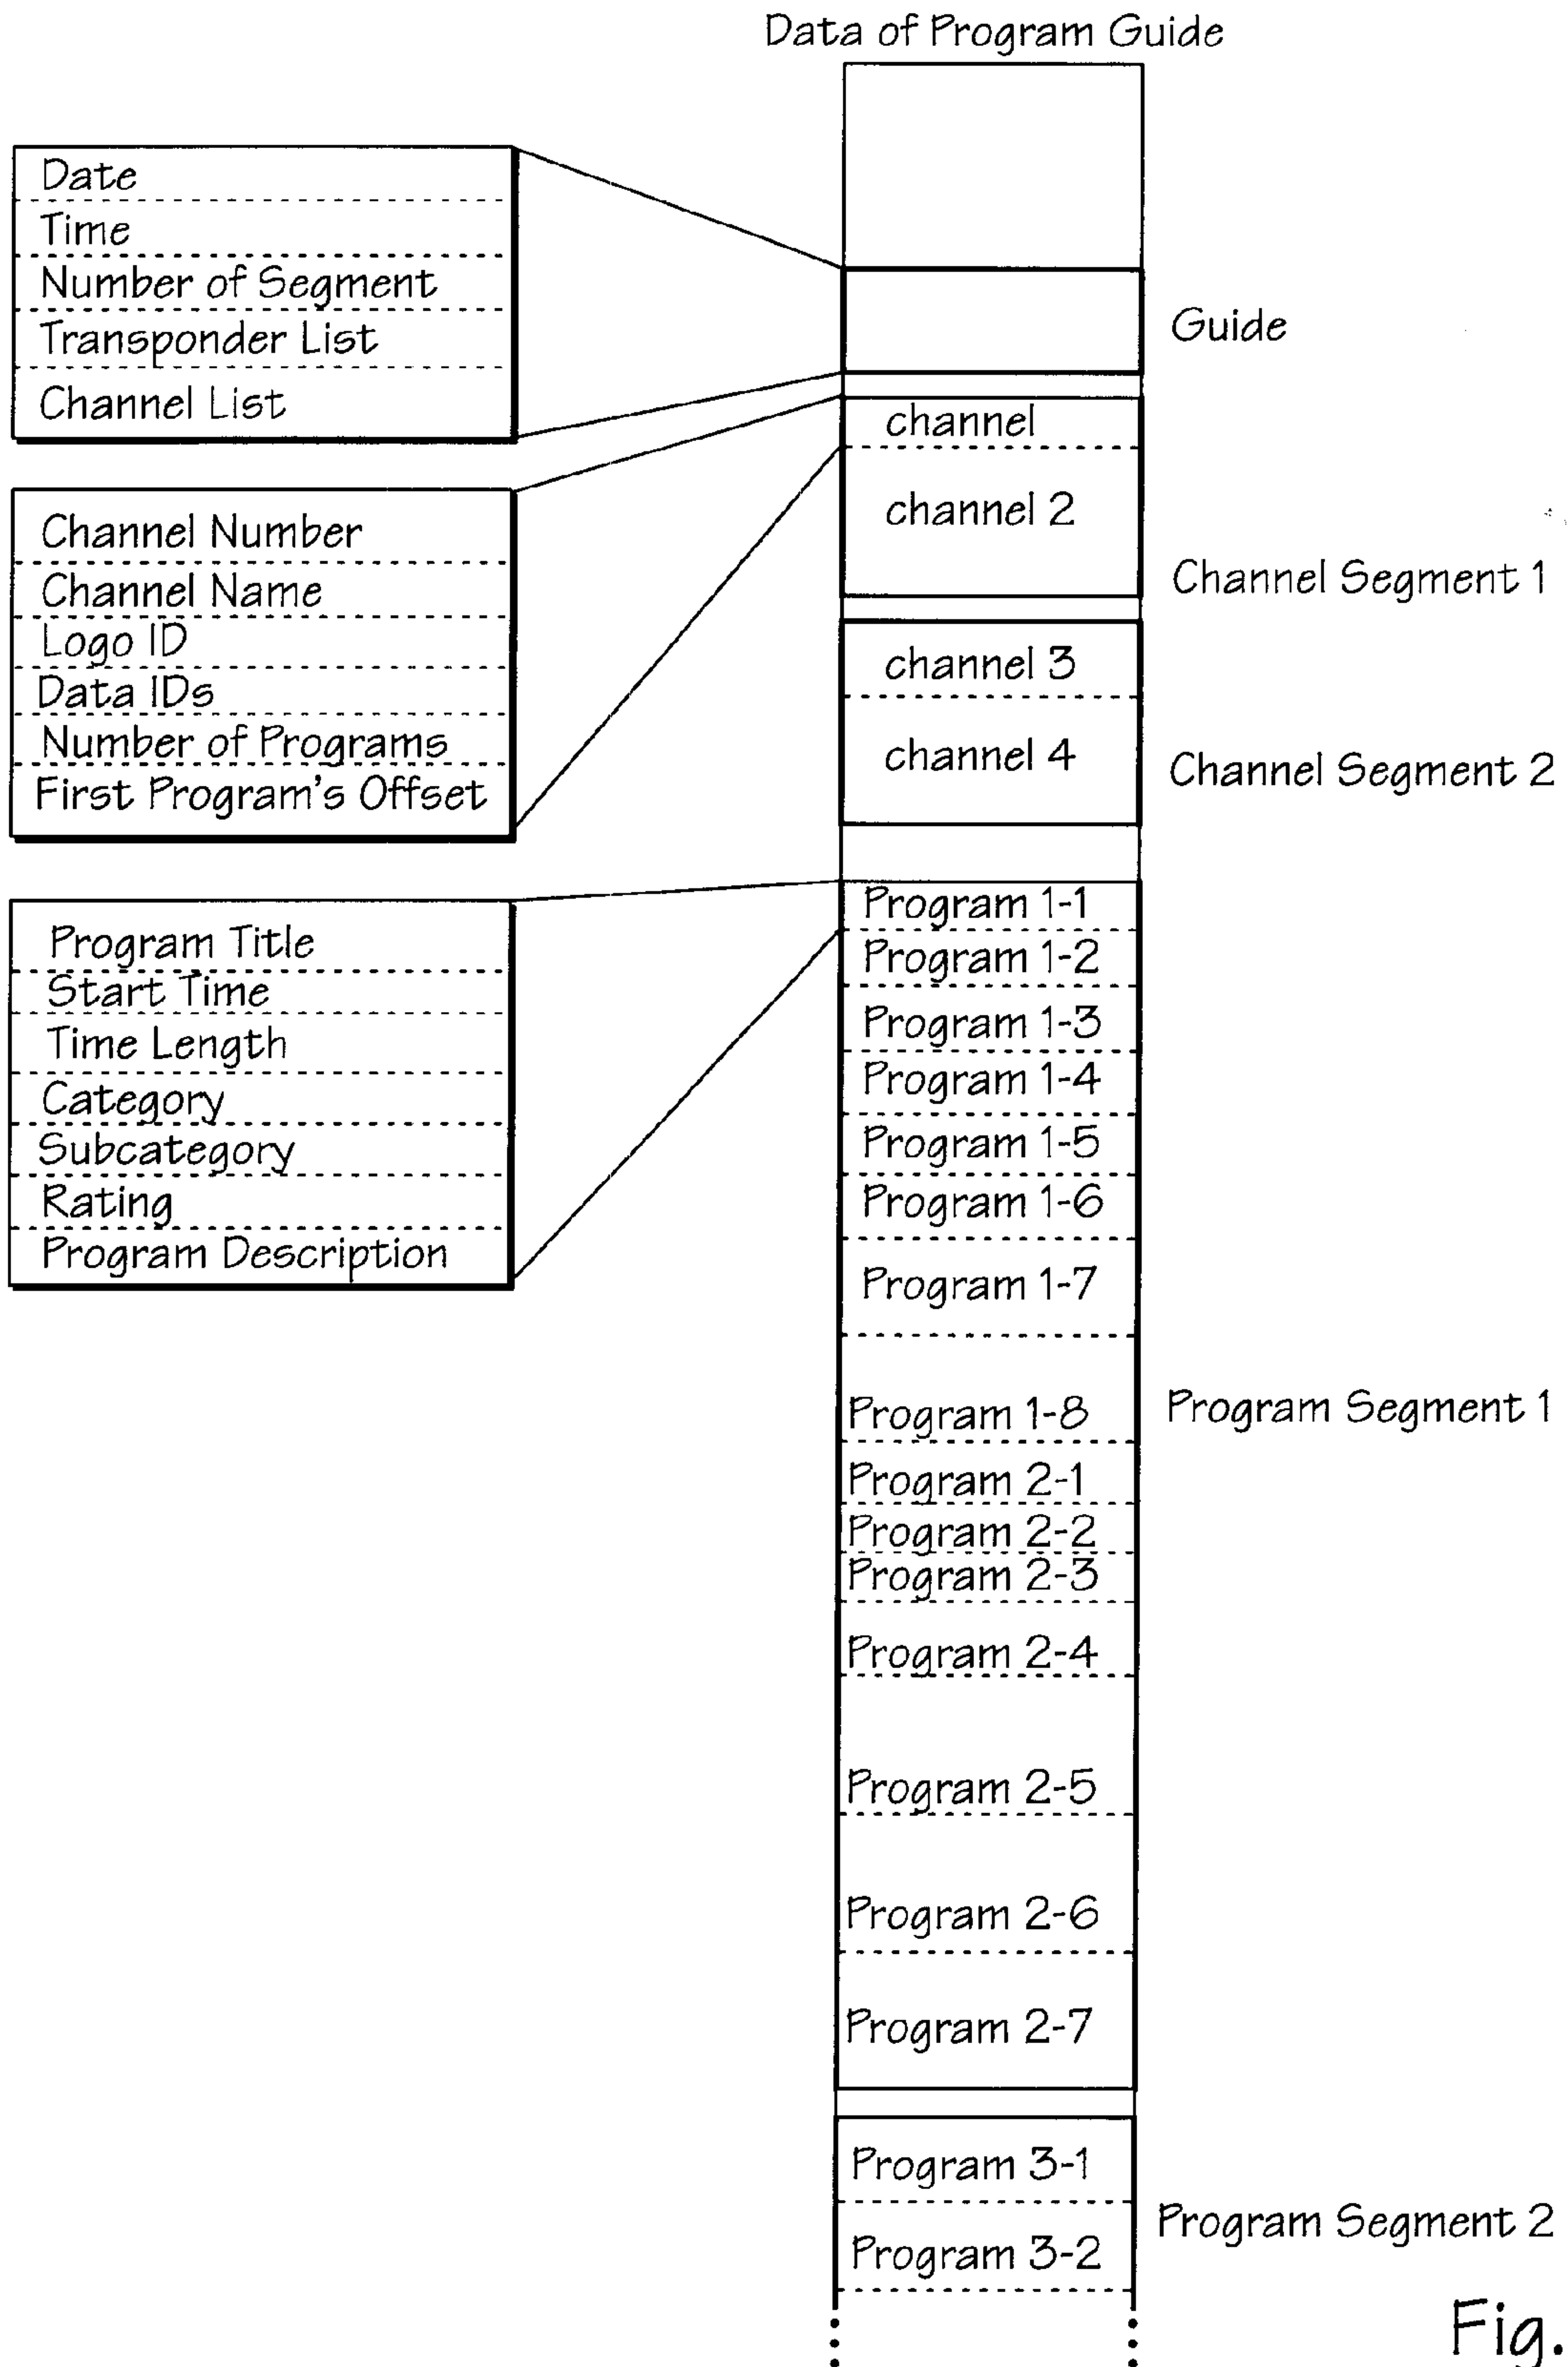 Data of Program Guide
Date
Time
Number of Segment
Transponder List
Channel List
Guide
channel
channel 2
Channel Segment 1
Channel Number
Channel Name
Logo ID
Data IDs
Number of Programs
First Program's Offset
channel 3
channel 4
Channel Segment 2
Program Title
Start Time
Time Length
Category
Subcategory
Rating
Program Description
Program 1-1
Program 1-2
Program 1-3
Program 1-4
Program 1-5
Program 1-6
Program 1-7
Program 1-8
Program 2-1
Program 2-2
Program 2-3
Program 2-4
Program 2-5
Program 2-6
Program 2-7
Program Segment 1
Program 3-1
Program 3-2
Program Segment 2
Fig.